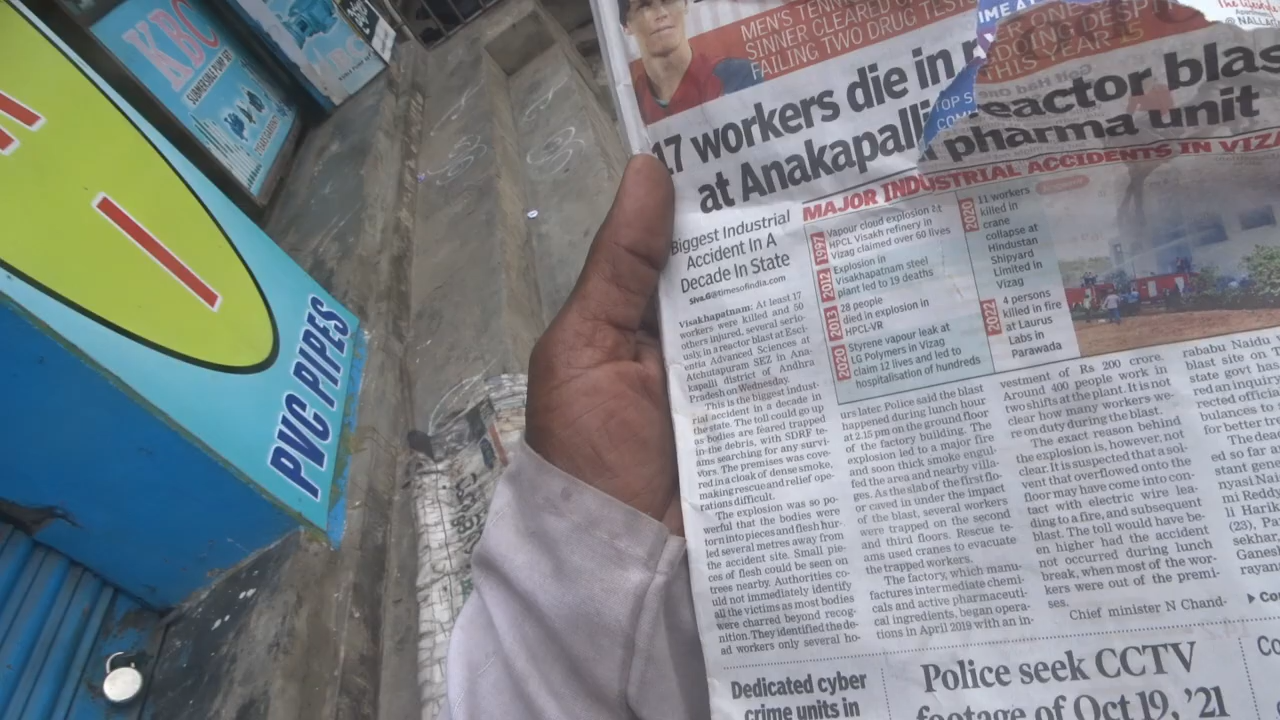 KBC
SUBMERSIBLE PUMP SET
PVC PIPES
MEN'S TENNIS
SINNER CLEARED
FAILING TWO DRUG TESTS
IME A
THIS YEAR 5
TOP S
COM
17 workers die in reactor blas
at Anakapalli pharma unit
Biggest Industrial
Accident In A
Decade In State
Siva.G@timesofindia.com
MAJOR INDUSTRIAL ACCIDENTS IN VIZA
1997 Vapour cloud explosion at
HPCL Visakh refinery in
Vizag claimed over 60 lives
2012 Explosion in
Visakhapatnam steel
plant led to 19 deaths
2013 28 people
died in explosion in
HPCL-VR
2020 Styrene vapour leak at
LG Polymers in Vizag
claim 12 lives and led to
hospitalisation of hundreds
2020 11 workers
killed in
crane
collapse at
Hindustan
Shipyard
Limited in
Vizag
2022 4 persons
killed in fire
at Laurus
Labs in
Parawada
Visakhapatnam: At least 17
workers were killed and 50
others injured, several serio-
usly, in a reactor blast at Esci-
entia Advanced Sciences at
Atchutapuram SEZ in Ana-
kapalli district of Andhra
Pradesh on Wednesday.
This is the biggest indust-
rial accident in a decade in
the state. The toll could go up
as bodies are feared trapped
in the debris, with SDRF te-
ams searching for any survi-
vors. The premises was cove-
red in a cloak of dense smoke,
making rescue and relief ope-
rations difficult.
The explosion was so po-
werful that the bodies were
torn into pieces and flesh hur-
led several metres away from
the accident site. Small pie-
ces of flesh could be seen on
trees nearby. Authorities co-
uld not immediately identify
all the victims as most bodies
were charred beyond recog-
nition. They identified the de-
ad workers only several ho-
urs later. Police said the blast
happened during lunch hour
at 2.15 pm on the ground floor
of the factory building. The
explosion led to a major fire
and soon thick smoke engul-
fed the area and nearby villa-
ges. As the slab of the first flo-
or caved in under the impact
of the blast, several workers
were trapped on the second
and third floors. Rescue te-
ams used cranes to evacuate
the trapped workers.
The factory, which manu-
factures intermediate chemi-
cals and active pharmaceuti-
cal ingredients, began opera-
tions in April 2019 with an in-
vestment of Rs 200 crore.
Around 400 people work in
two shifts at the plant. It is not
clear how many workers we-
re on duty during the blast.
The exact reason behind
the explosion is, however, not
clear. It is suspected that a sol-
vent that overflowed onto the
floor may have come into con-
tact with electric wire lea-
ding to a fire, and subsequent
blast. The toll would have be-
en higher had the accident
not occurred during lunch
break, when most of the wor-
kers were out of the premi-
ses.
Chief minister N Chand-
rababu Naidu
blast site on
state govt has
red an inquiry
rected officia
bulances to
for better tre
The dea
ed so far a
stant gene
nyasi Nai
mi Redd
li Harik
(23), Pa
sekhar
Ganes
rayan
Dedicated cyber
crime units in
Police seek CCTV
footage of Oct 19, '21